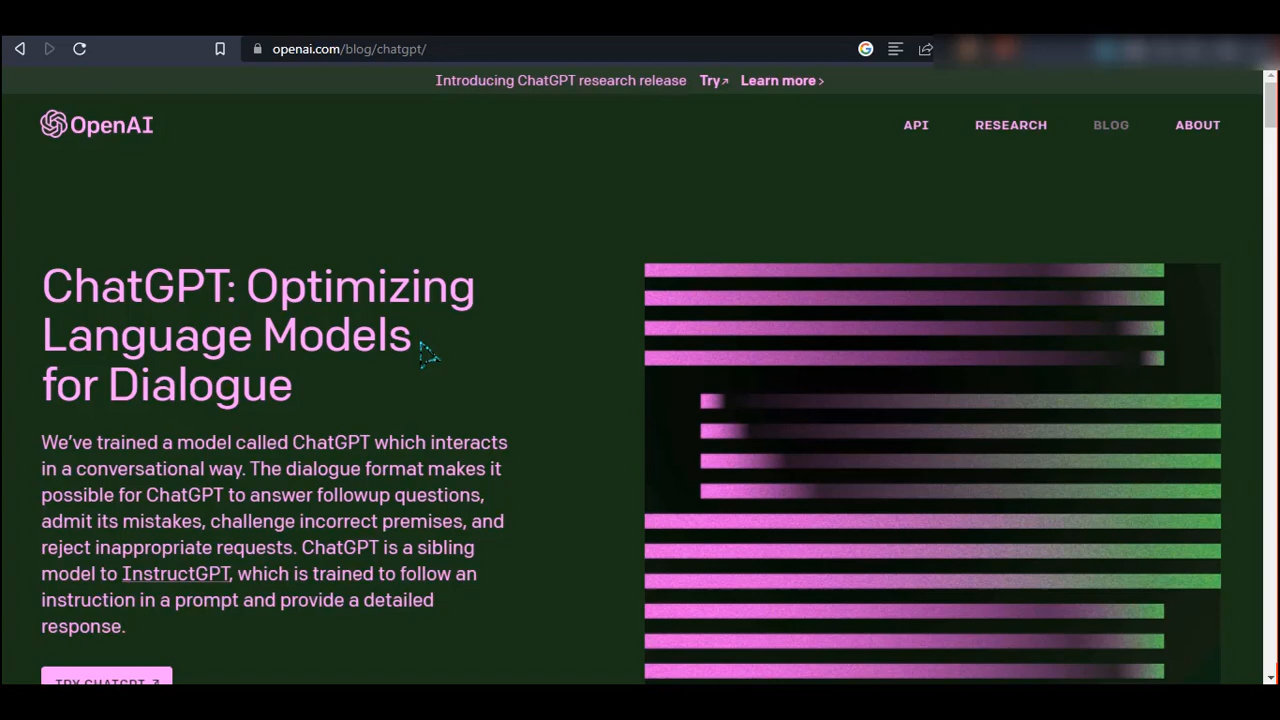 openai.com/blog/chatgpt/
Introducing ChatGPT research release Try↗ Learn more >
OpenAI
API RESEARCH BLOG ABOUT
ChatGPT: Optimizing
Language Models
for Dialogue
We’ve trained a model called ChatGPT which interacts
in a conversational way. The dialogue format makes it
possible for ChatGPT to answer followup questions,
admit its mistakes, challenge incorrect premises, and
reject inappropriate requests. ChatGPT is a sibling
model to InstructGPT, which is trained to follow an
instruction in a prompt and provide a detailed
response.
TRY CHATGPT ↗